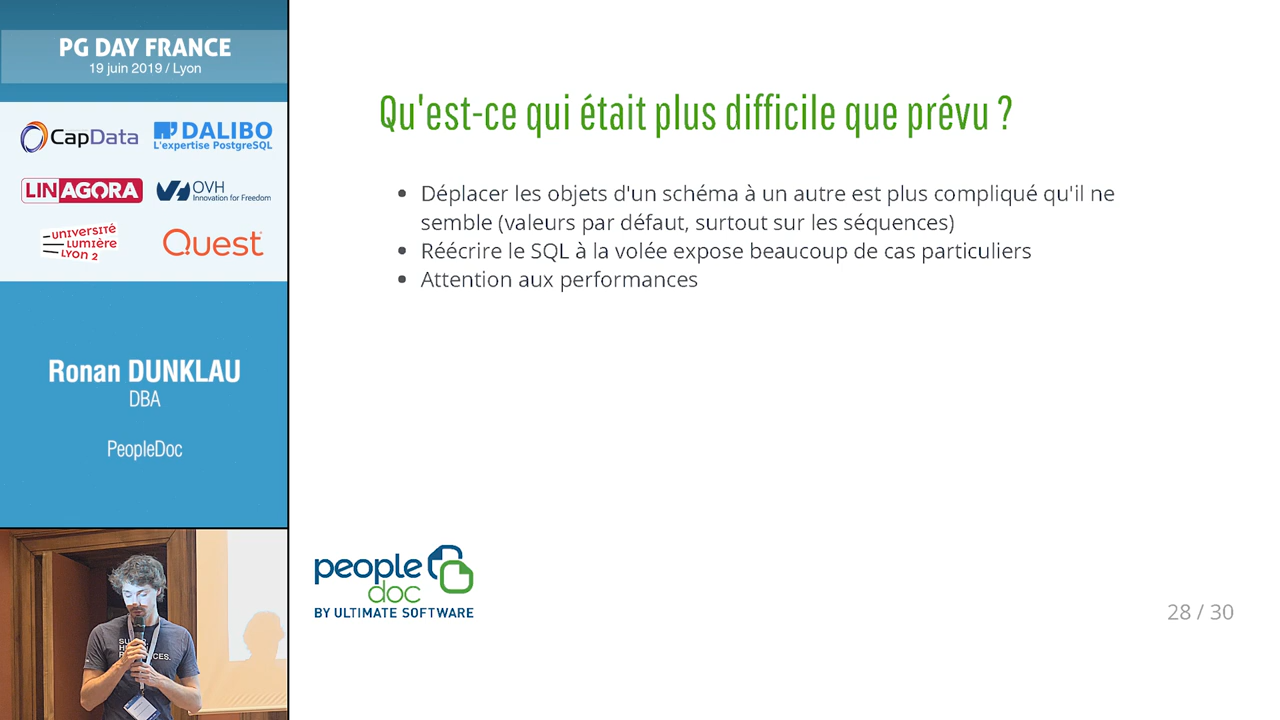 PG DAY FRANCE
19 juin 2019 / Lyon
CapData
DALIBO
L'expertise PostgreSQL
LINAGORA
OVH
Innovation for Freedom
UNIVERSITÉ
LUMIÈRE
LYON 2
Quest
Ronan DUNKLAU
DBA
PeopleDoc
Qu'est-ce qui était plus difficile que prévu ?
Déplacer les objets d'un schéma à un autre est plus compliqué qu'il ne
semble (valeurs par défaut, surtout sur les séquences)
Réécrire le SQL à la volée expose beaucoup de cas particuliers
Attention aux performances
people
doc
BY ULTIMATE SOFTWARE
28 / 30